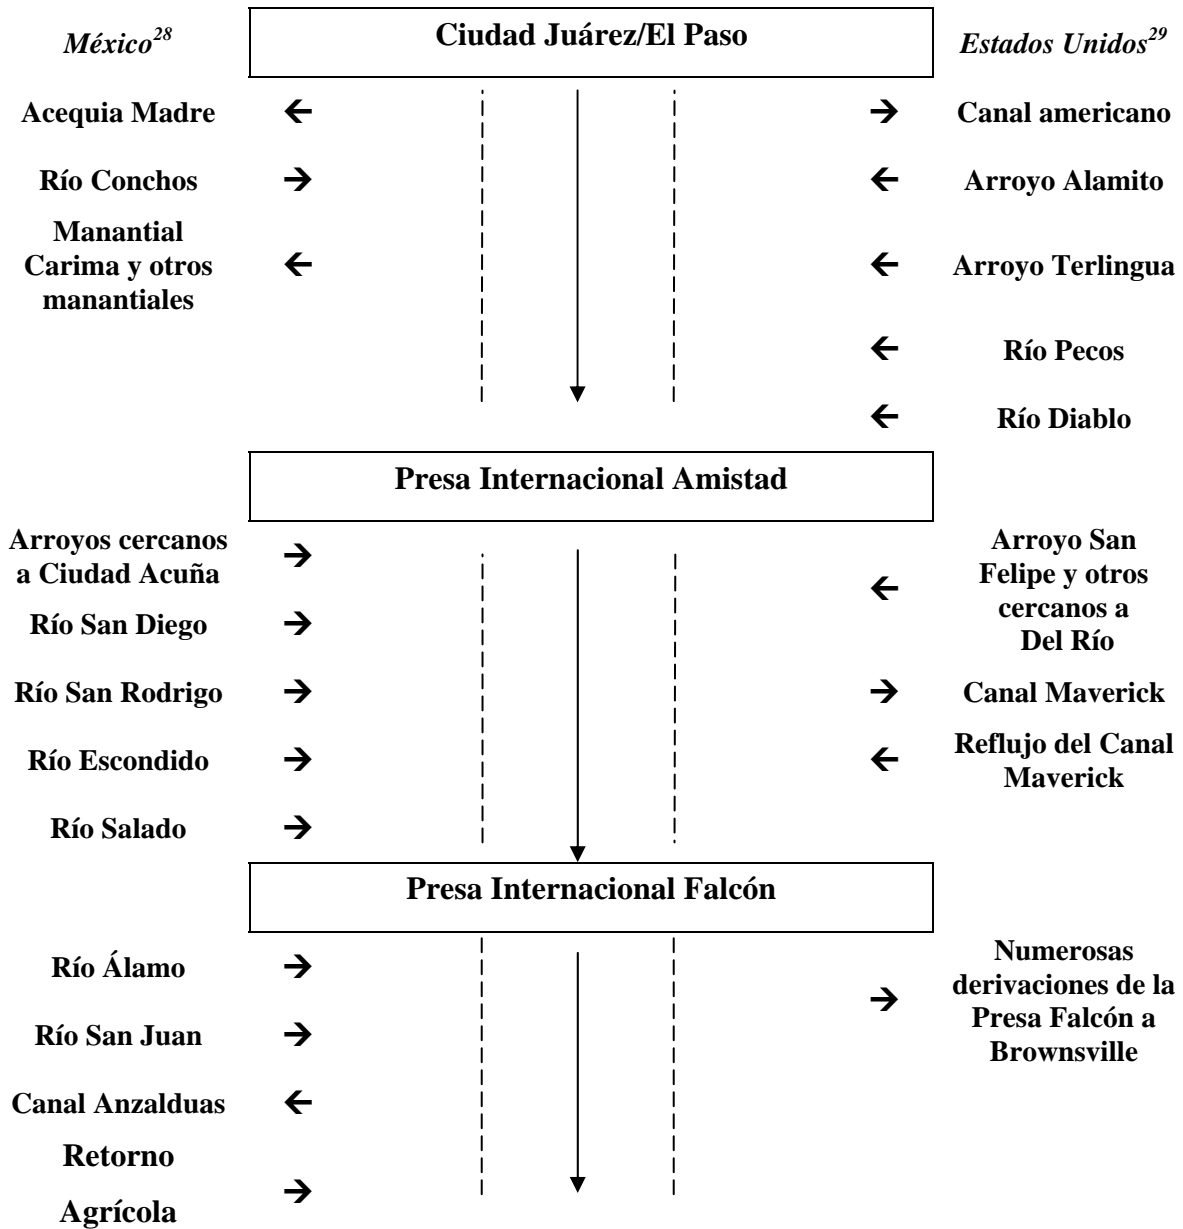 México28
Ciudad Juárez/El Paso
Estados Unidos29
Acequia Madre
Canal americano
Río Conchos
Arroyo Alamito
Manantial
Carima y otros
manantiales
Arroyo Terlingua
Río Pecos
Río Diablo
Presa Internacional Amistad
Arroyos cercanos
a Ciudad Acuña
Arroyo San
Felipe y otros
cercanos a
Del Río
Río San Diego
Río San Rodrigo
Canal Maverick
Río Escondido
Reflujo del Canal
Maverick
Río Salado
Presa Internacional Falcón
Río Álamo
Numerosas
derivaciones de la
Presa Falcón a
Brownsville
Río San Juan
Canal Anzalduas
Retorno
Agrícola